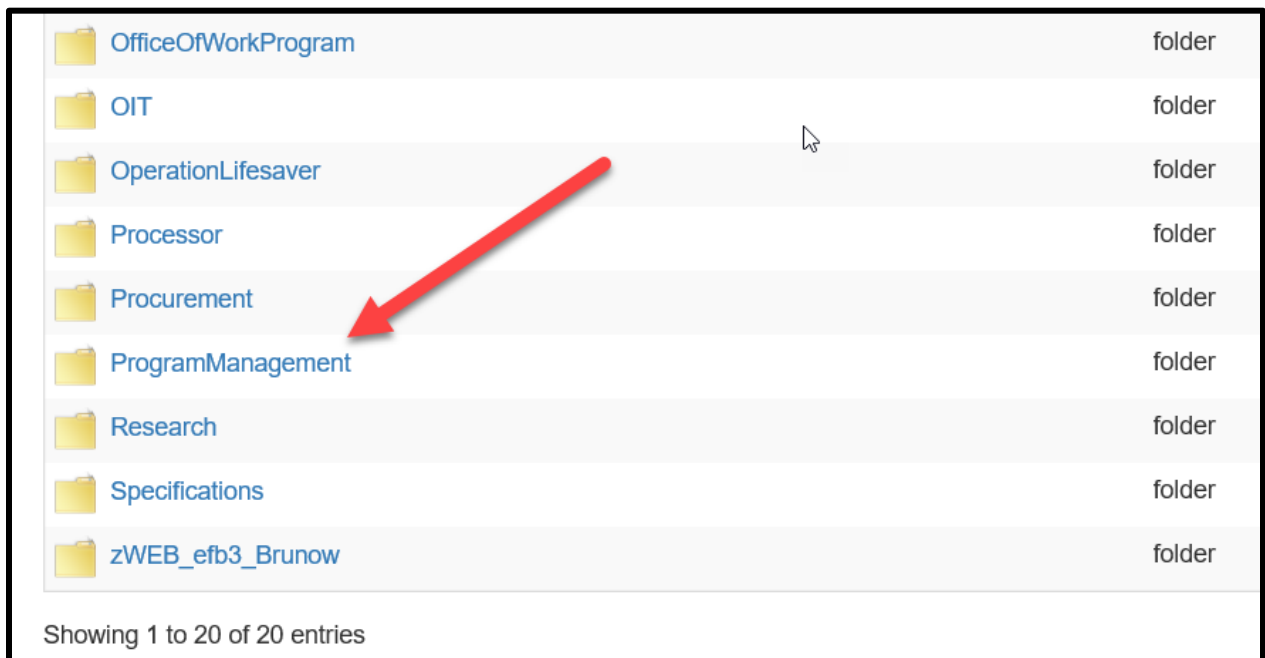 OfficeOfWorkProgram folder
OIT folder
OperationLifesaver folder
Processor folder
Procurement folder
ProgramManagement folder
Research folder
Specifications folder
zWEB_efb3_Brunow folder
Showing 1 to 20 of 20 entries